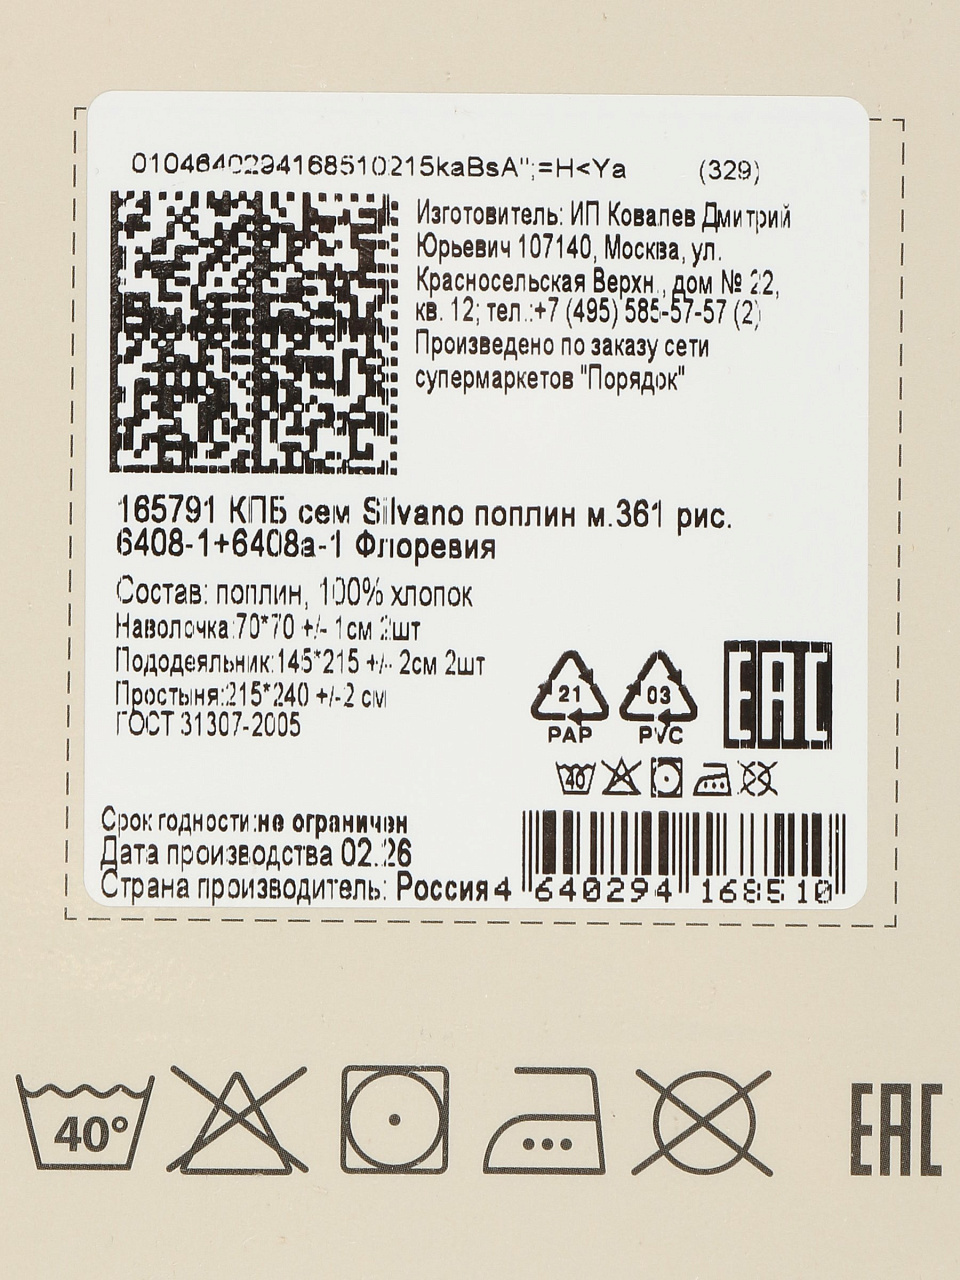 0104640294168510215kaBsA";=H<Ya (329)
Изготовитель: ИП Ковалев Дмитрий
Юрьевич 107140, Москва, ул.
Красносельская Верхн., дом № 22,
кв. 12; тел.:+7 (495) 585-57-57 (2)
Произведено по заказу сети
супермаркетов "Порядок"
165791 КПБ сем Silvano поплин м.361 рис.
6408-1+6408а-1 Флоревия
Состав: поплин, 100% хлопок
Наволочка:70*70 +/- 1см 2шт
Пододеяльник:145*215 +/- 2см 2шт
Простыня:215*240 +/-2 см
ГОСТ 31307-2005
21
PAP
03
PVC
EAC
40
Срок годности:не ограничен
Дата производства 02.26
Страна производитель: Россия
4 640294 168510
40°
EAC